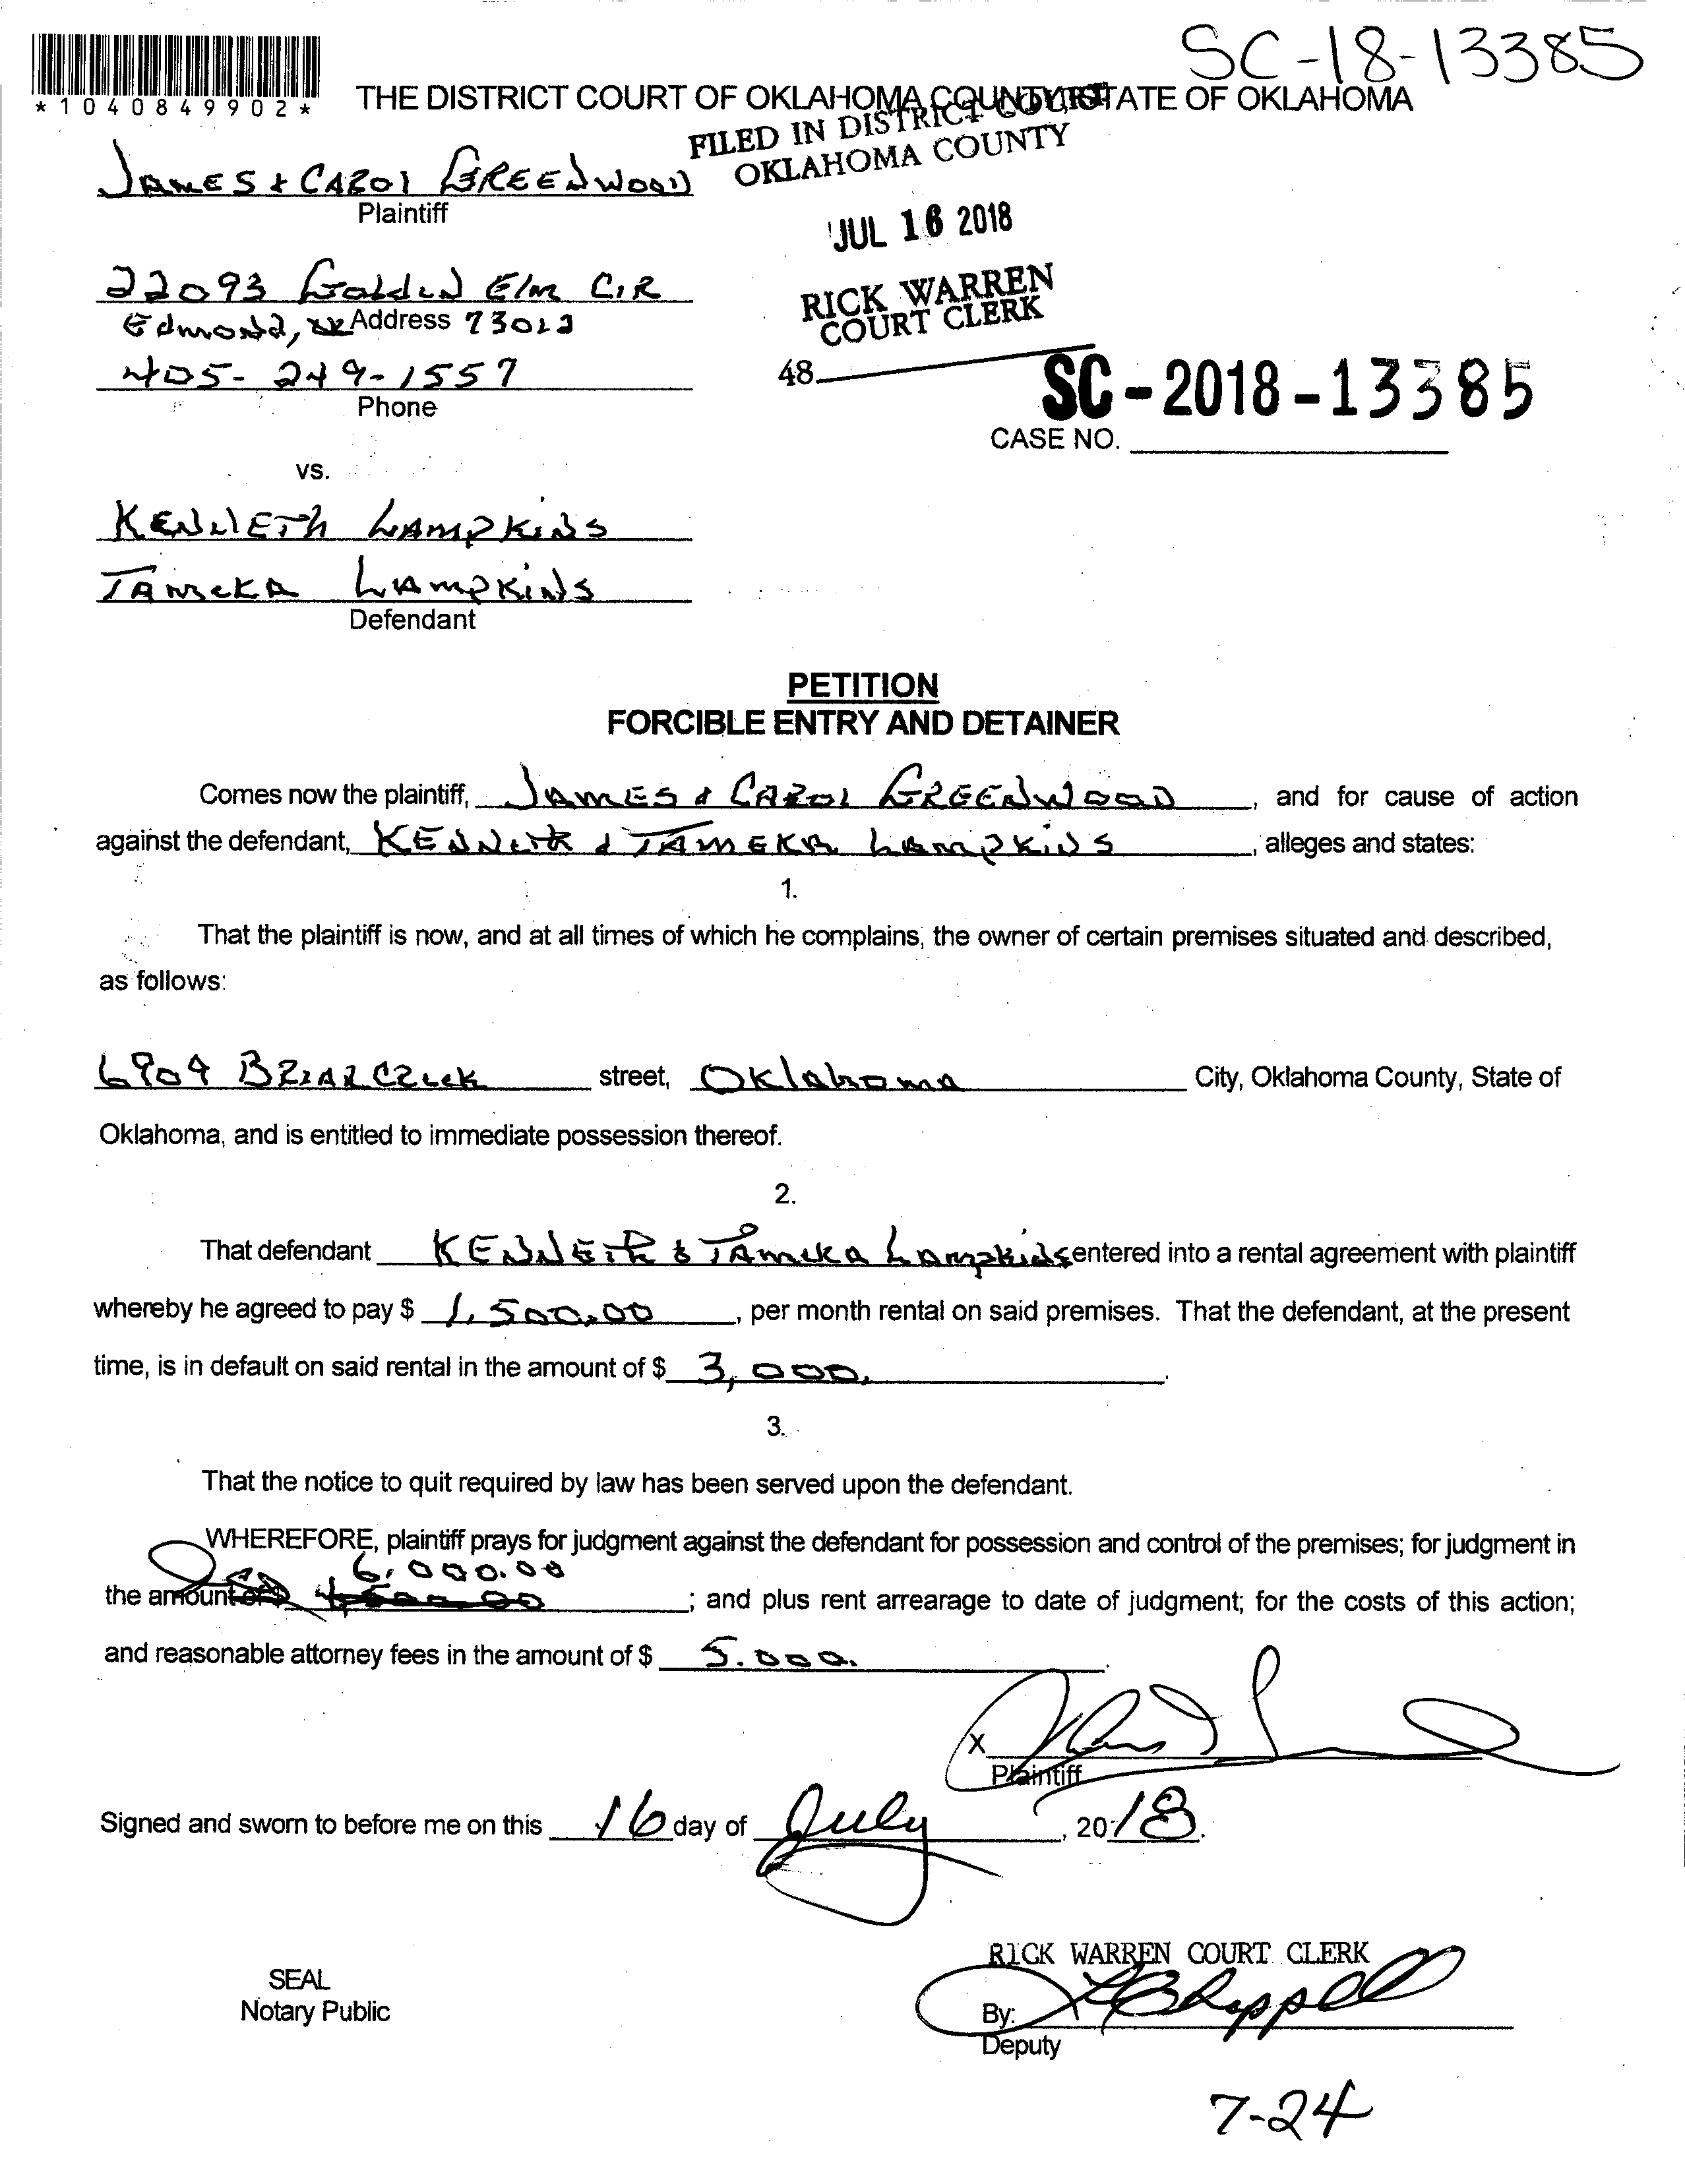 SC-18-13385
*1040849902*
THE DISTRICT COURT OF OKLAHOMA COUNTY, STATE OF OKLAHOMA
FILED IN DISTRICT COURT
OKLAHOMA COUNTY
JAMES & CAROL GREENWOOD
Plaintiff
JUL 16 2018
22093 Golden Elm CIR
RICK WARREN
COURT CLERK
Edmond, Address 73012
405-249-1557
48
Phone
SC-2018-13385
CASE NO.
vs.
KENNETH LAMPKINS
TAMEKA LAMPKINS
Defendant
PETITION
FORCIBLE ENTRY AND DETAINER
Comes now the plaintiff, JAMES & CAROL GREENWOOD, and for cause of action
against the defendant, KENNETH & TAMEKA LAMPKINS, alleges and states:
1.
That the plaintiff is now, and at all times of which he complains, the owner of certain premises situated and described,
as follows:
6909 BRIARCREEK street, Oklahoma City, Oklahoma County, State of
Oklahoma, and is entitled to immediate possession thereof.
2.
That defendant KENNETH & TAMEKA LAMPKINS entered into a rental agreement with plaintiff
whereby he agreed to pay $ 1,500.00, per month rental on said premises. That the defendant, at the present
time, is in default on said rental in the amount of $ 3,000.
3.
That the notice to quit required by law has been served upon the defendant.
WHEREFORE, plaintiff prays for judgment against the defendant for possession and control of the premises; for judgment in
6,000.00
the amount of $ 4,500.00; and plus rent arrearage to date of judgment; for the costs of this action;
and reasonable attorney fees in the amount of $ 5.000.
X
Plaintiff
Signed and sworn to before me on this 16 day of July, 2018.
RICK WARREN COURT CLERK
SEAL
Notary Public
By:
Deputy
7-24